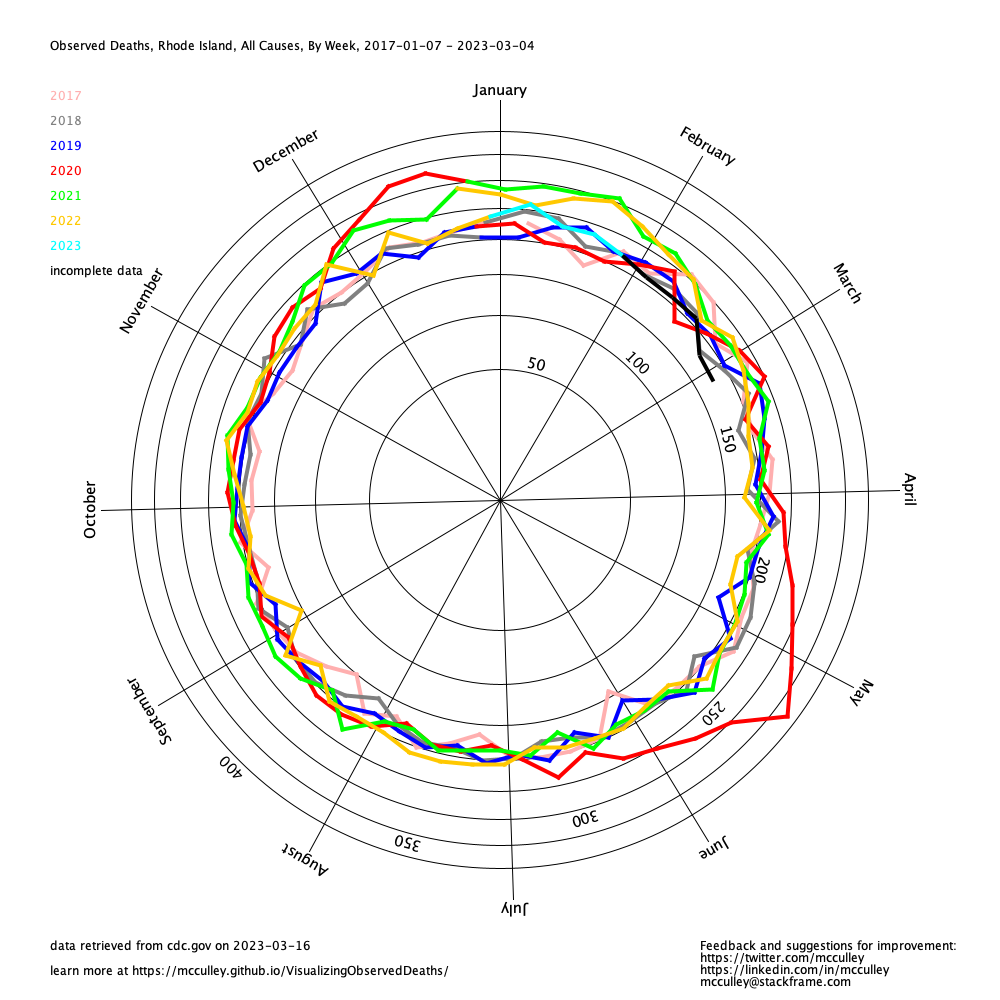 Observed Deaths, Rhode Island, All Causes, By Week, 2017-01-07 - 2023-03-04
2017
2018
2019
2020
2021
2022
2023
incomplete data
January
February
March
April
May
June
July
August
September
October
November
December
50
100
150
200
250
300
350
400
data retrieved from cdc.gov on 2023-03-16
learn more at https://mcculley.github.io/VisualizingObservedDeaths/
Feedback and suggestions for improvement:
https://twitter.com/mcculley
https://linkedin.com/in/mcculley
mcculley@stackframe.com